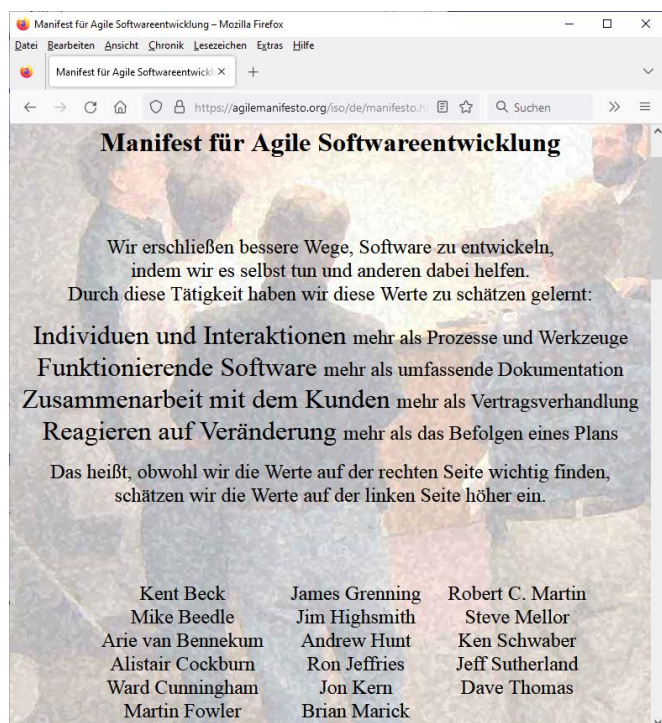 Manifest für Agile Softwareentwicklung – Mozilla Firefox
Datei Bearbeiten Ansicht Chronik Lesezeichen Extras Hilfe
Manifest für Agile Softwareentwickl
https://agilemanifesto.org/iso/de/manifesto.h
Suchen
Manifest für Agile Softwareentwicklung
Wir erschließen bessere Wege, Software zu entwickeln,
indem wir es selbst tun und anderen dabei helfen.
Durch diese Tätigkeit haben wir diese Werte zu schätzen gelernt:
Individuen und Interaktionen mehr als Prozesse und Werkzeuge
Funktionierende Software mehr als umfassende Dokumentation
Zusammenarbeit mit dem Kunden mehr als Vertragsverhandlung
Reagieren auf Veränderung mehr als das Befolgen eines Plans
Das heißt, obwohl wir die Werte auf der rechten Seite wichtig finden,
schätzen wir die Werte auf der linken Seite höher ein.
Kent Beck
Mike Beedle
Arie van Bennekum
Alistair Cockburn
Ward Cunningham
Martin Fowler
James Grenning
Jim Highsmith
Andrew Hunt
Ron Jeffries
Jon Kern
Brian Marick
Robert C. Martin
Steve Mellor
Ken Schwaber
Jeff Sutherland
Dave Thomas